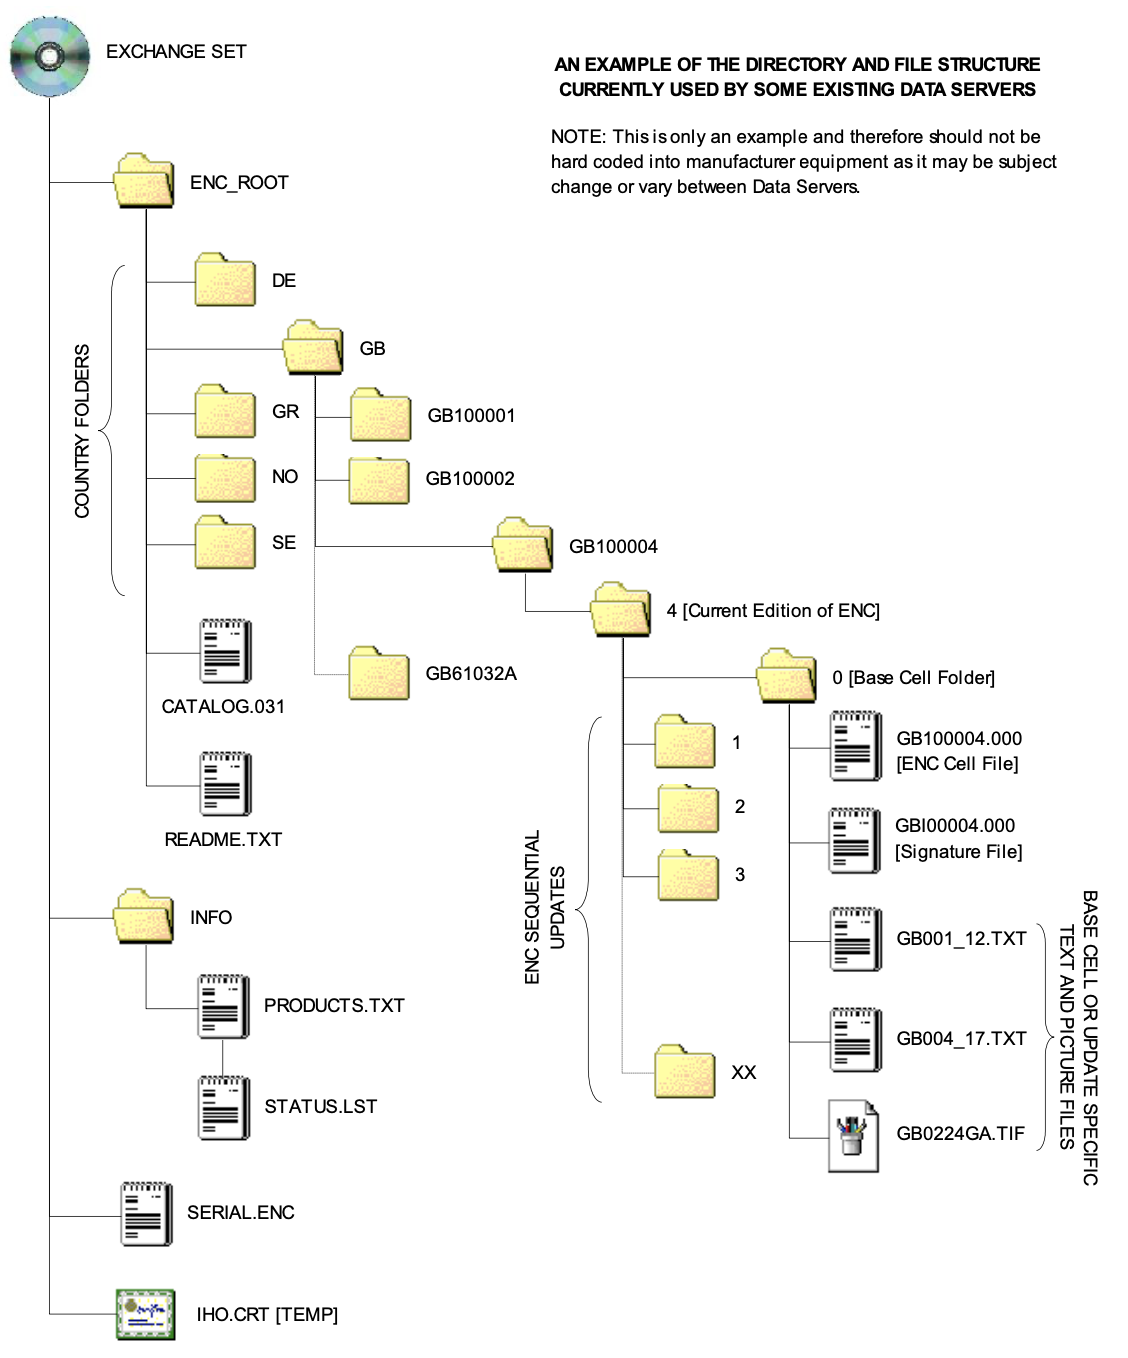 EXCHANGE SET
AN EXAMPLE OF THE DIRECTORY AND FILE STRUCTURE
CURRENTLY USED BY SOME EXISTING DATA SERVERS
NOTE: This is only an example and therefore should not be
hard coded into manufacturer equipment as it may be subject
change or vary between Data Servers.
ENC_ROOT
COUNTRY FOLDERS
DE
GB
GR
GB100001
NO
GB100002
SE
GB100004
4 [Current Edition of ENC]
CATALOG.031
GB61032A
0 [Base Cell Folder]
ENC SEQUENTIAL
UPDATES
1
2
3
XX
GB100004.000
[ENC Cell File]
GBI00004.000
[Signature File]
GB001_12.TXT
GB004_17.TXT
GB0224GA.TIF
BASE CELL OR UPDATE SPECIFIC
TEXT AND PICTURE FILES
README.TXT
INFO
PRODUCTS.TXT
STATUS.LST
SERIAL.ENC
IHO.CRT [TEMP]